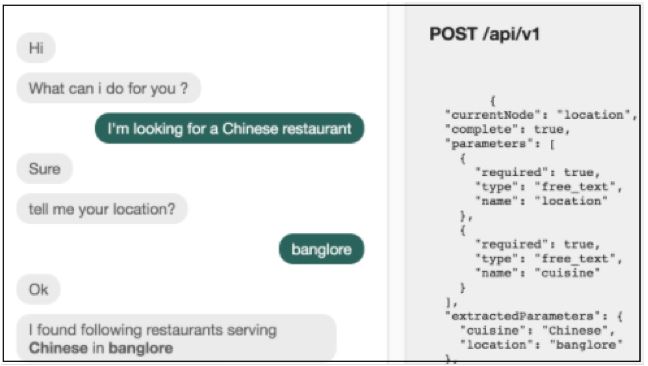 Hi
What can i do for you ?
I'm looking for a Chinese restaurant
Sure
tell me your location?
banglore
Ok
I found following restaurants serving
Chinese in banglore
POST /api/v1
{
"currentNode": "location",
"complete": true,
"parameters": [
{
"required": true,
"type": "free_text",
"name": "location"
},
{
"required": true,
"type": "free_text",
"name": "cuisine"
}
],
"extractedParameters": {
"cuisine": "Chinese",
"location": "banglore"
},